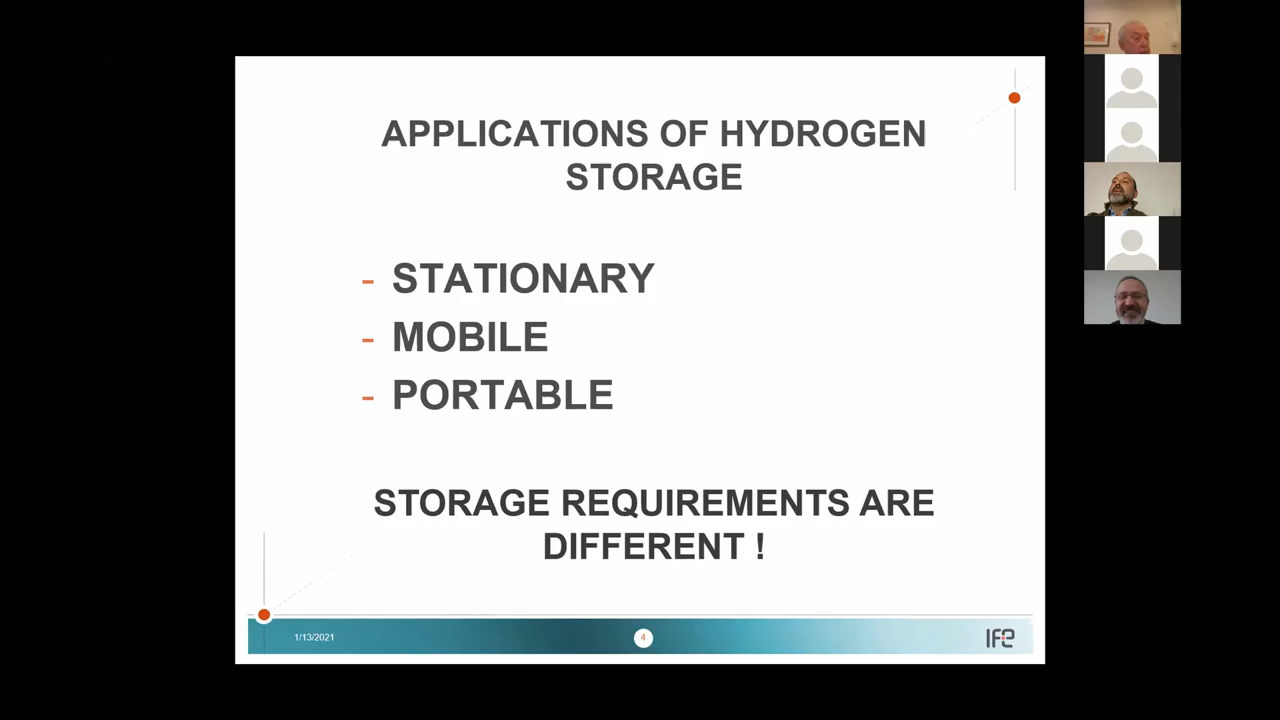 APPLICATIONS OF HYDROGEN
STORAGE
- STATIONARY
- MOBILE
- PORTABLE
STORAGE REQUIREMENTS ARE
DIFFERENT !
1/13/2021
4
IFE